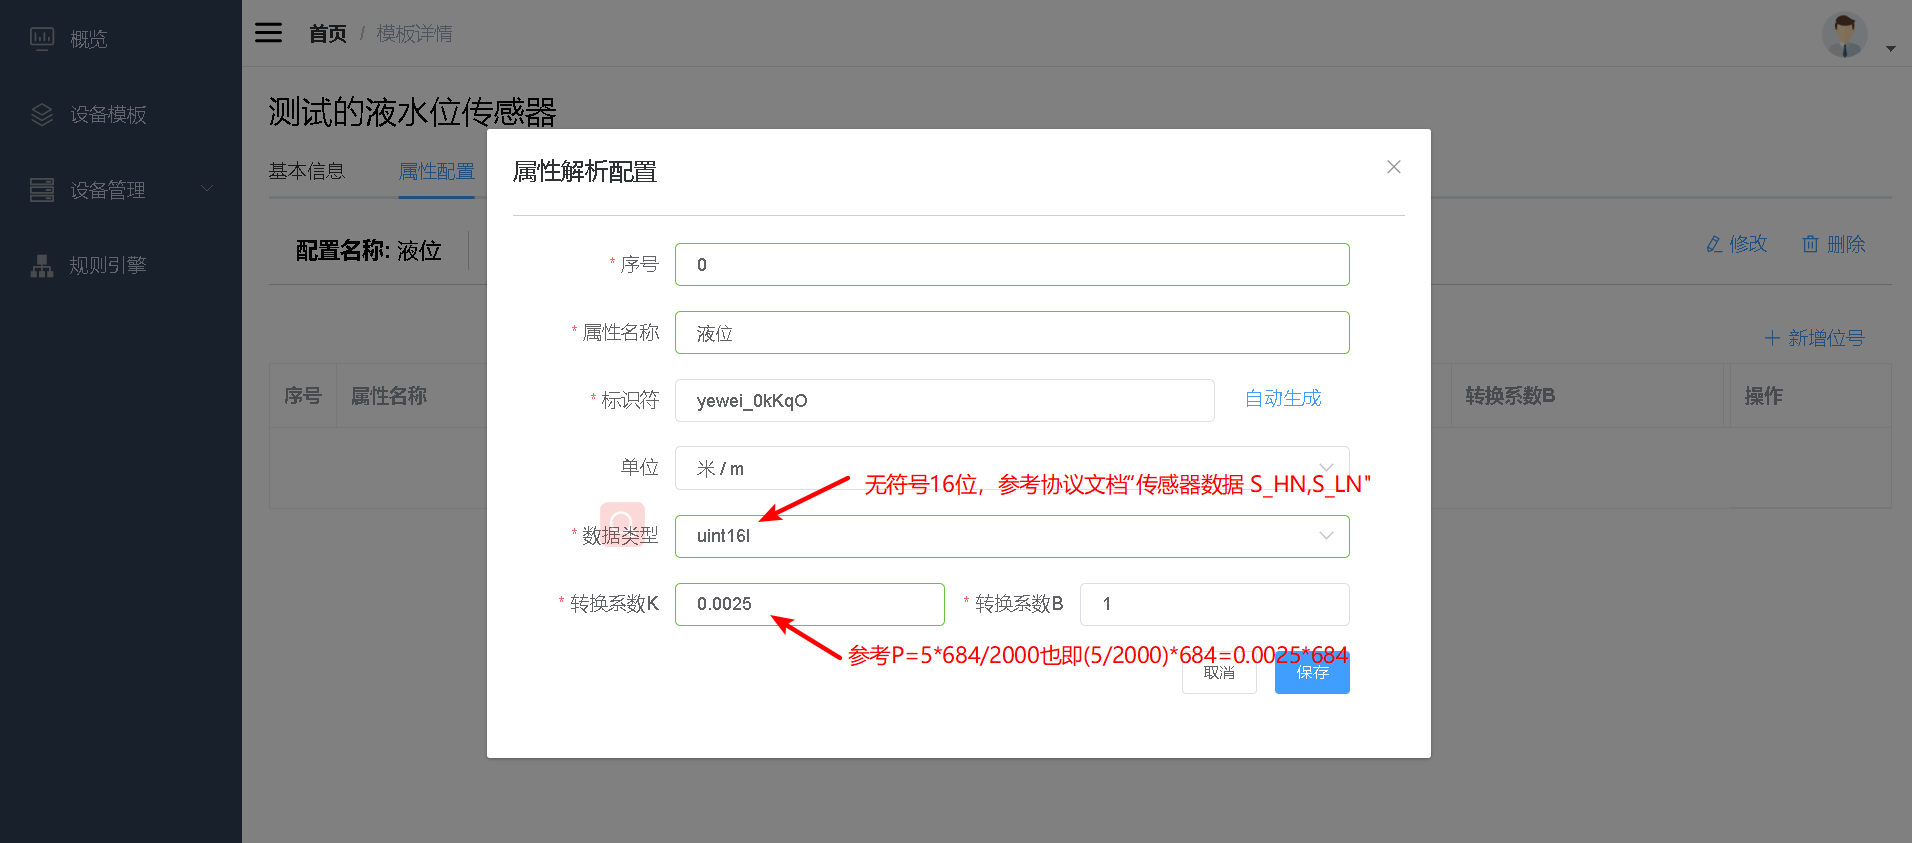 概览
设备模板
设备管理
规则引擎
首页 / 模板详情
测试的液水位传感器
基本信息
属性配置
配置名称: 液位
修改
删除
新增位号
序号
属性名称
转换系数B
操作
属性解析配置
* 序号
0
* 属性名称
液位
* 标识符
yewei_0kKqO
自动生成
单位
米 / m
无符号16位，参考协议文档“传感器数据 S_HN,S_LN"
* 数据类型
uint16l
* 转换系数K
0.0025
* 转换系数B
1
参考P=5*684/2000也即(5/2000)*684=0.0025*684
取消
保存